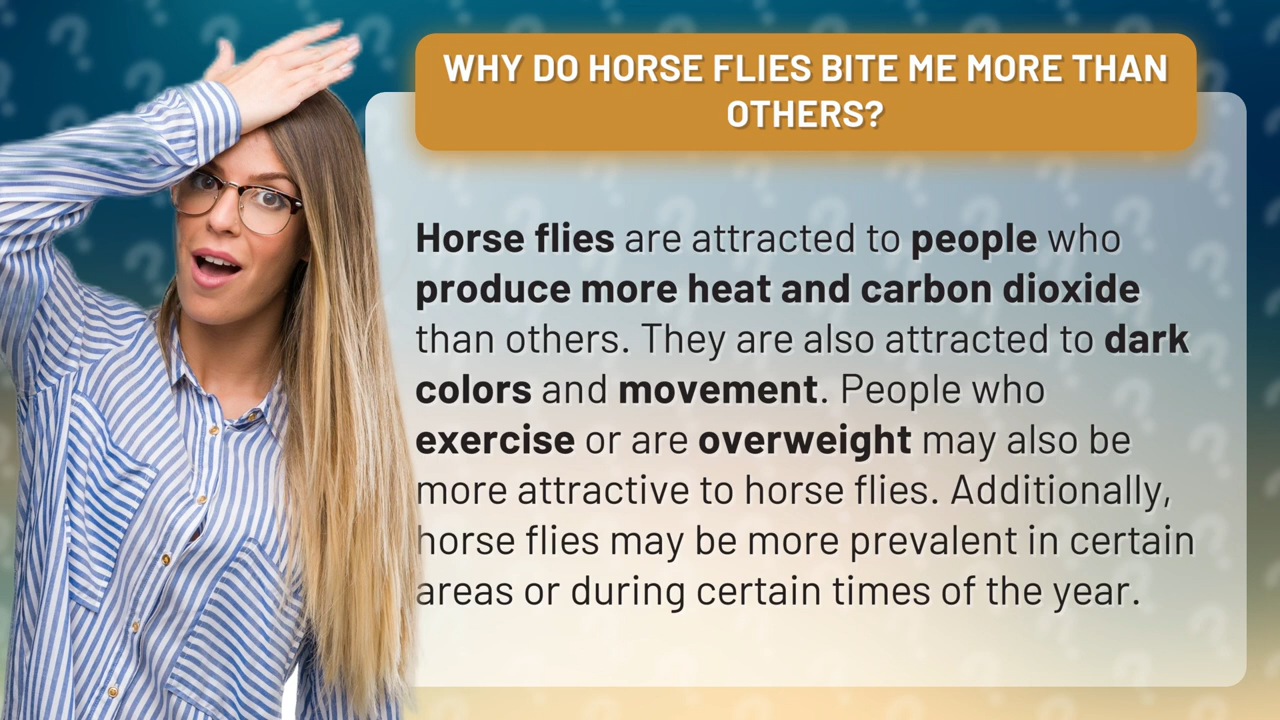 WHY DO HORSE FLIES BITE ME MORE THAN
OTHERS?
Horse flies are attracted to people who
produce more heat and carbon dioxide
than others. They are also attracted to dark
colors and movement. People who
exercise or are overweight may also be
more attractive to horse flies. Additionally,
horse flies may be more prevalent in certain
areas or during certain times of the year.